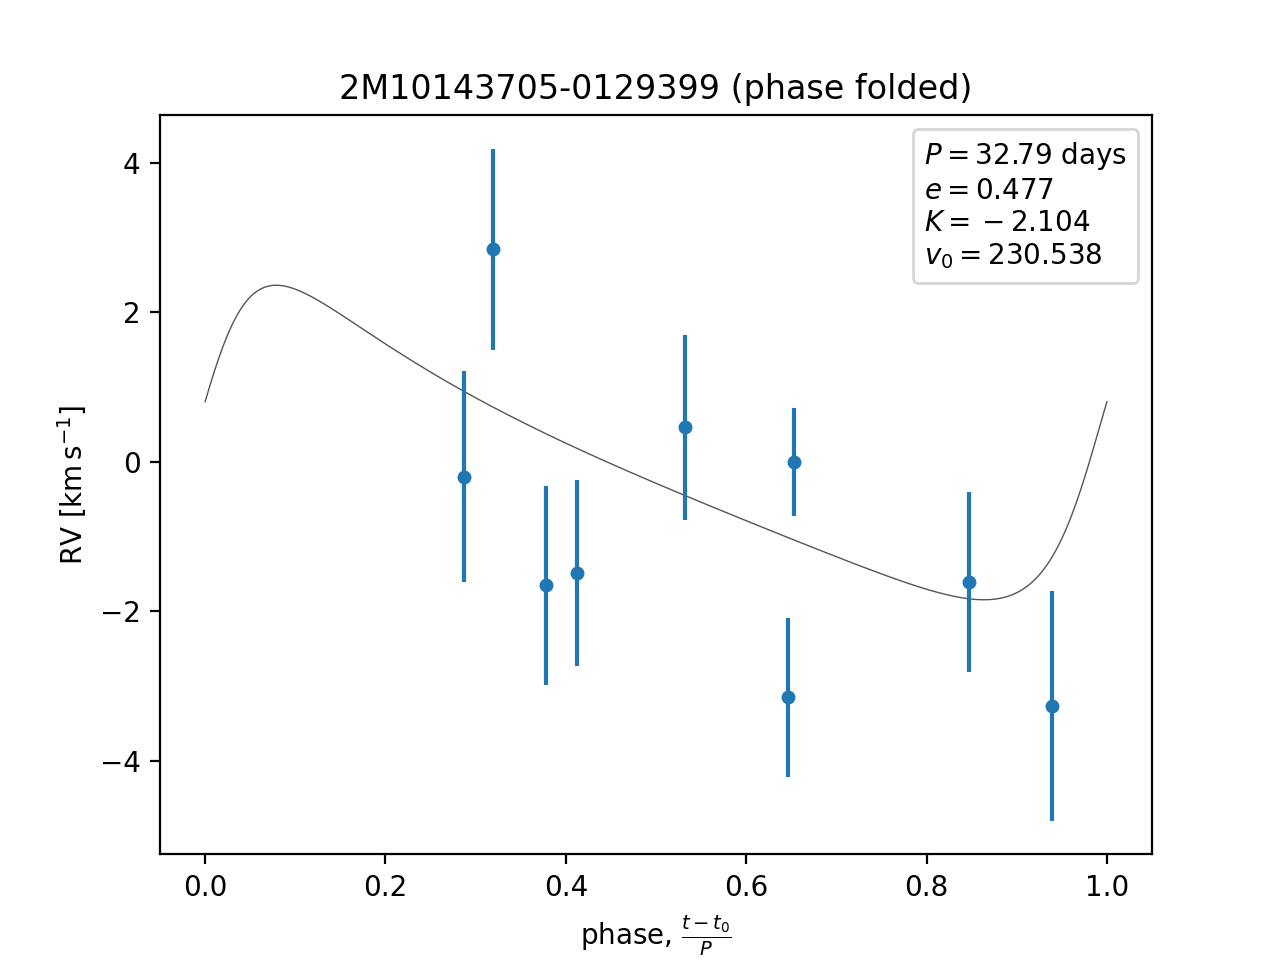 2M10143705-0129399 (phase folded)
P = 32.79 days
e = 0.477
K = −2.104
v₀ = 230.538
RV [km s⁻¹]
4
2
0
−2
−4
0.0 0.2 0.4 0.6 0.8 1.0
phase, (t − t₀)/P